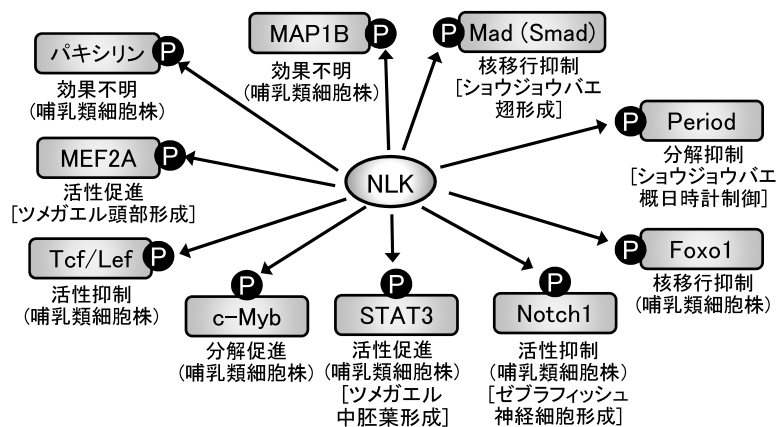 MAP1B
P
効果不明
(哺乳類細胞株)
P
Mad (Smad)
核移行抑制
[ショウジョウバエ
翅形成]
パキシリン
P
効果不明
(哺乳類細胞株)
P
Period
分解抑制
[ショウジョウバエ
概日時計制御]
MEF2A
P
活性促進
[ツメガエル頭部形成]
NLK
Tcf/Lef
P
活性抑制
(哺乳類細胞株)
P
Foxo1
核移行抑制
(哺乳類細胞株)
P
c-Myb
分解促進
(哺乳類細胞株)
P
STAT3
活性促進
(哺乳類細胞株)
[ツメガエル
中胚葉形成]
P
Notch1
活性抑制
(哺乳類細胞株)
[ゼブラフィッシュ
神経細胞形成]